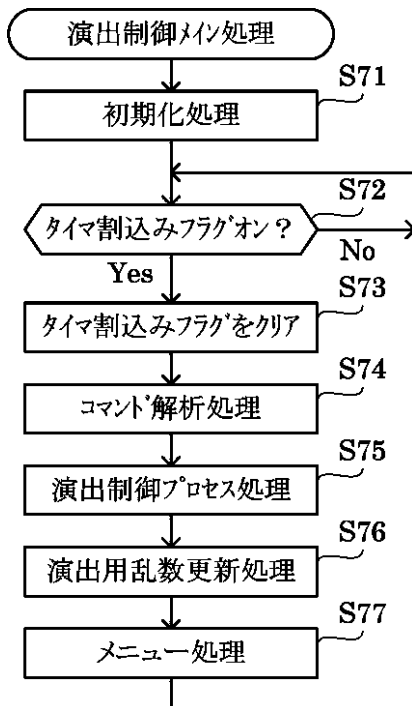 演出制御メイン処理
S71
初期化処理
S72
タイマ割込みフラグオン？
No
Yes
S73
タイマ割込みフラグをクリア
S74
コマンド解析処理
S75
演出制御プロセス処理
S76
演出用乱数更新処理
S77
メニュー処理